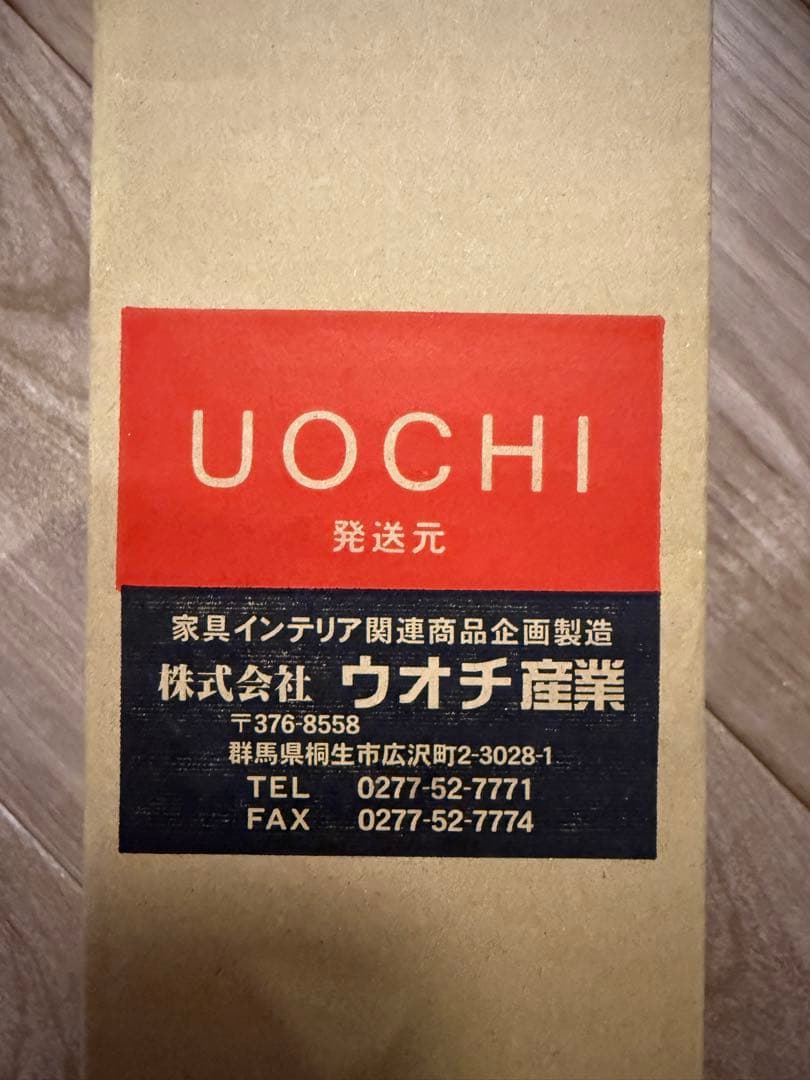 UOCHI
発送元
家具インテリア関連商品企画製造
株式会社 ウオチ産業
〒376-8558
群馬県桐生市広沢町2-3028-1
TEL 0277-52-7771
FAX 0277-52-7774